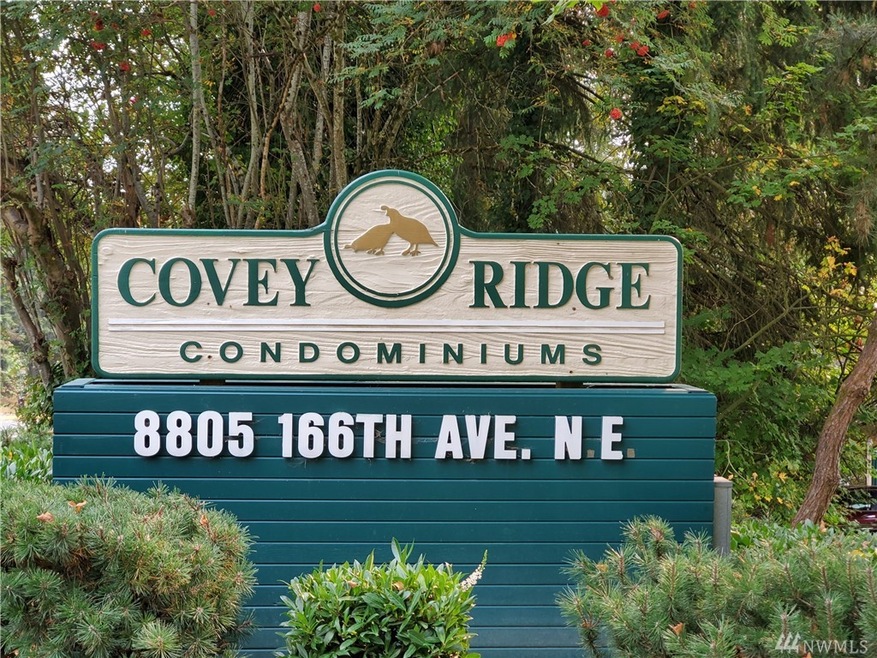 COVEY RIDGE
CONDOMINIUMS
8805 166TH AVE. N.E.
NWMLS